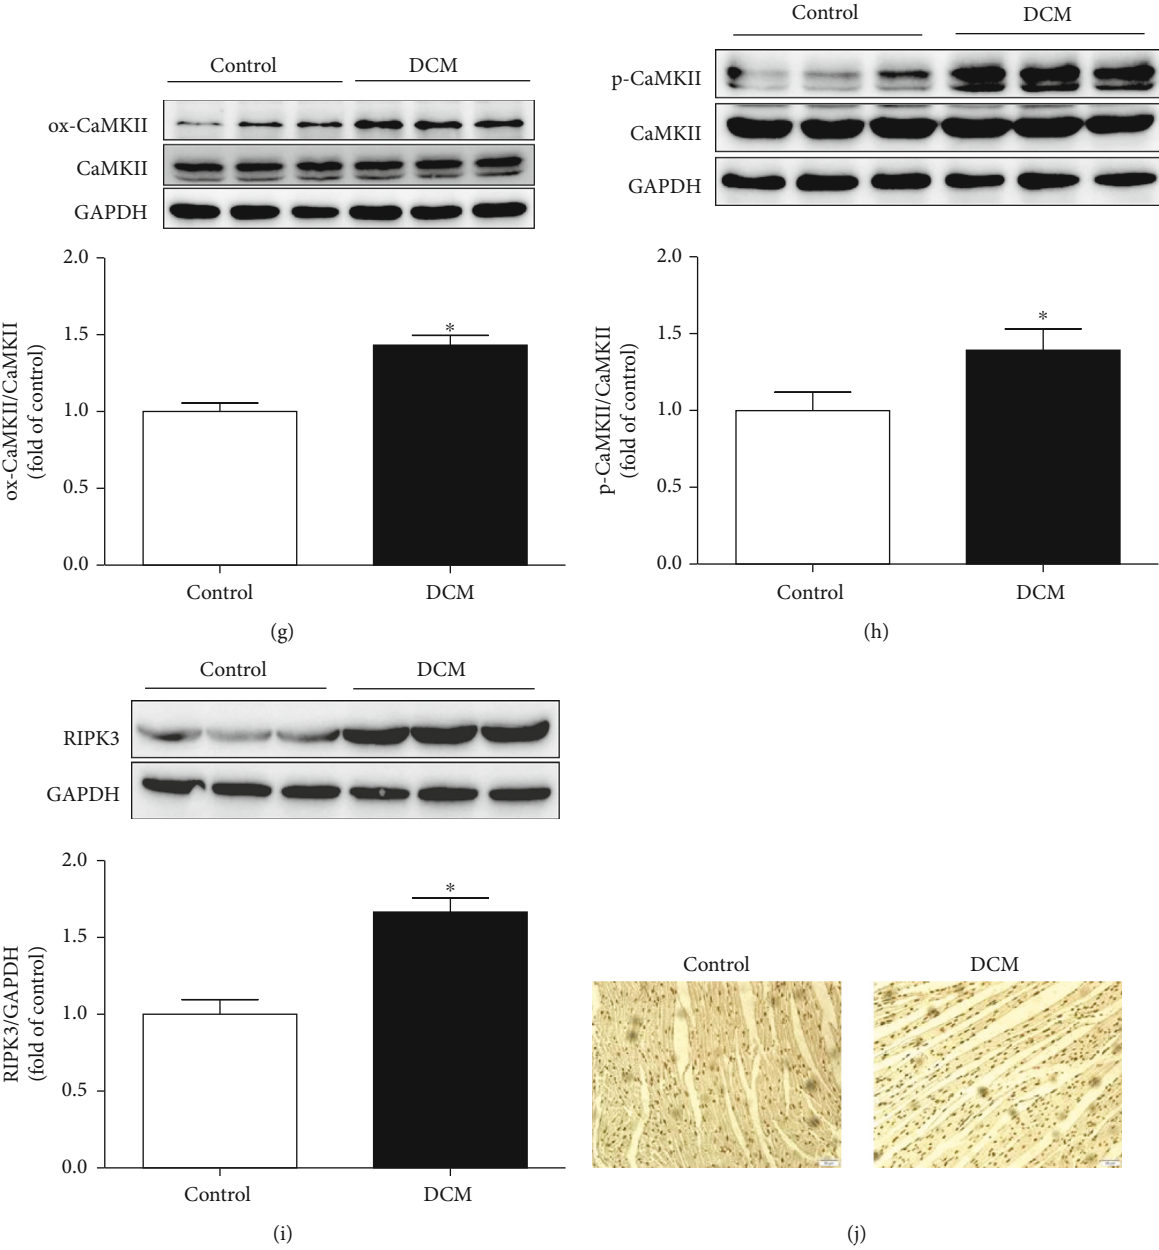 Control DCM
ox-CaMKII
CaMKII
GAPDH
2.0
1.5
1.0
0.5
0.0
ox-CaMKII/CaMKII
(fold of control)
*
Control DCM
(g)
Control DCM
p-CaMKII
CaMKII
GAPDH
2.0
1.5
1.0
0.5
0.0
p-CaMKII/CaMKII
(fold of control)
*
Control DCM
(h)
Control DCM
RIPK3
GAPDH
2.0
1.5
1.0
0.5
0.0
RIPK3/GAPDH
(fold of control)
*
Control DCM
(i)
Control DCM
(j)